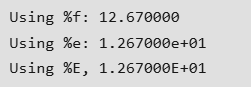 Using %f: 12.670000
Using %e: 1.267000e+01
Using %E, 1.267000E+01